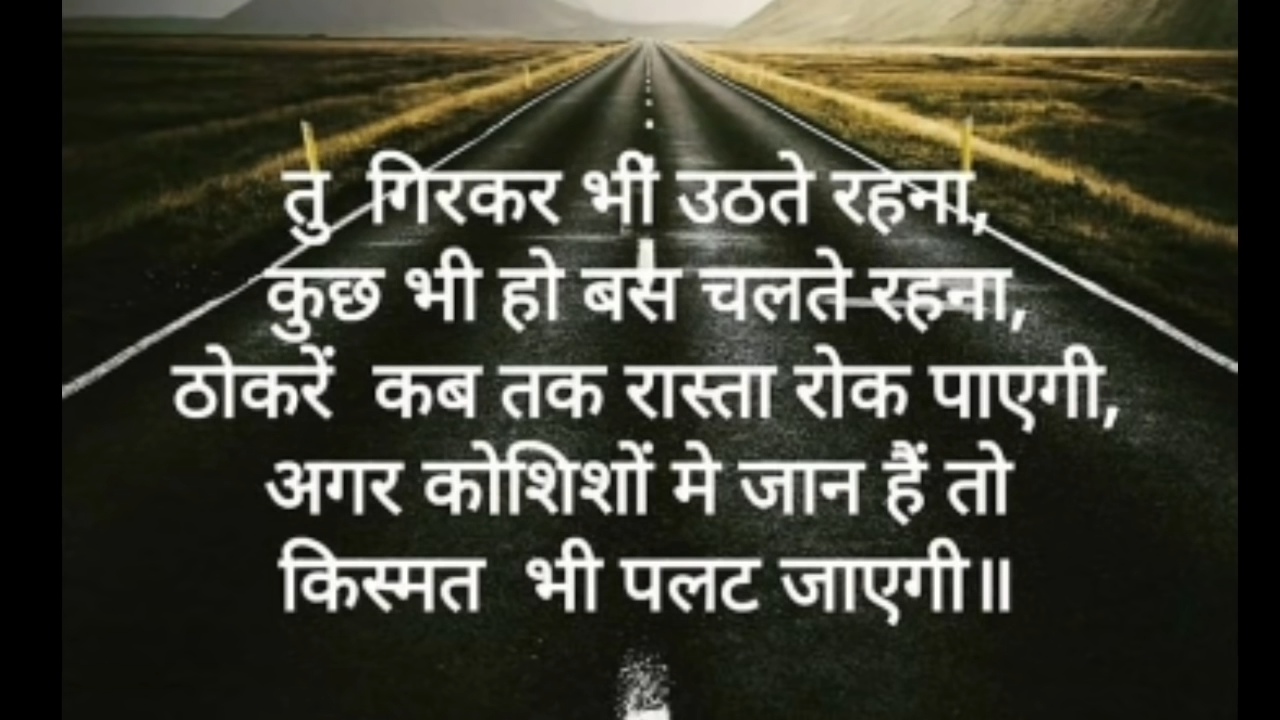 तु गिरकर भी उठते रहना,
कुछ भी हो बस चलते रहना,
ठोकरें कब तक रास्ता रोक पाएगी,
अगर कोशिशों मे जान हैं तो
किस्मत भी पलट जाएगी॥